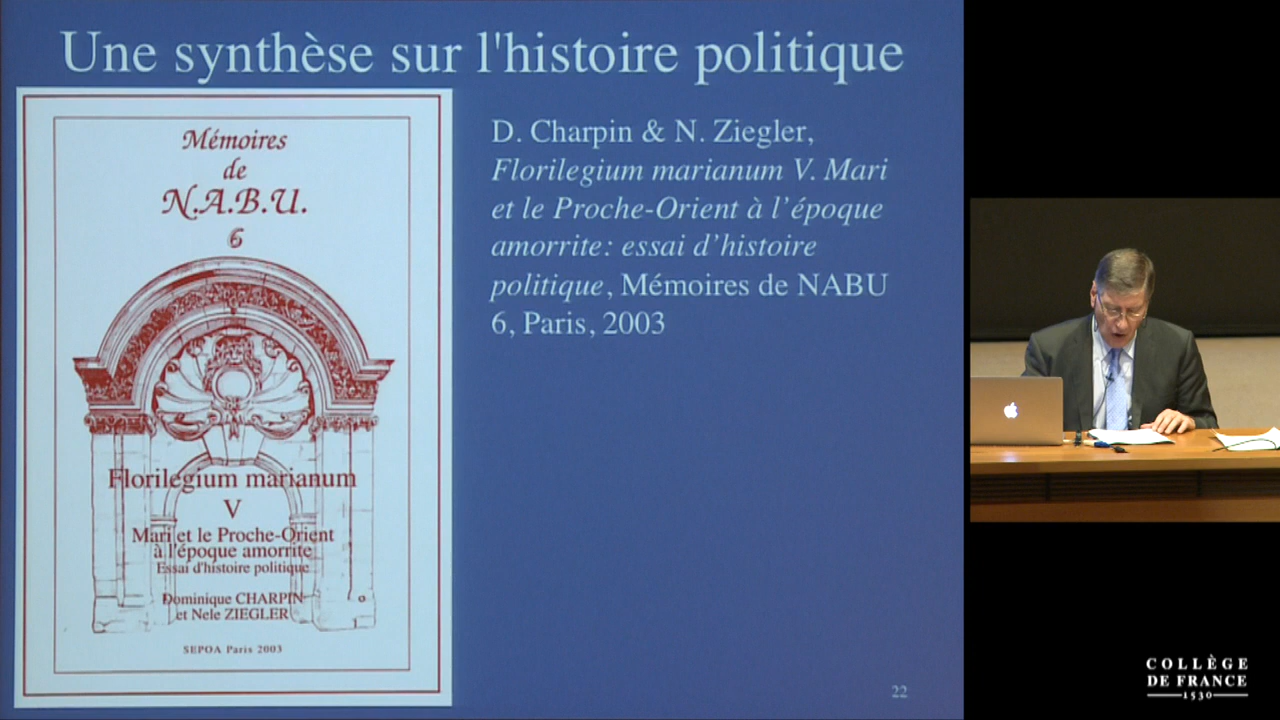 Une synthèse sur l'histoire politique
Mémoires
de
N.A.B.U.
6
Florilegium marianum
V
Mari et le Proche-Orient
à l'époque amorrite
Essai d'histoire politique
Dominique CHARPIN
et Nele ZIEGLER
SEPOA Paris 2003
D. Charpin & N. Ziegler,
Florilegium marianum V. Mari
et le Proche-Orient à l’époque
amorrite: essai d’histoire
politique, Mémoires de NABU
6, Paris, 2003
22
COLLÈGE
DE FRANCE
1530